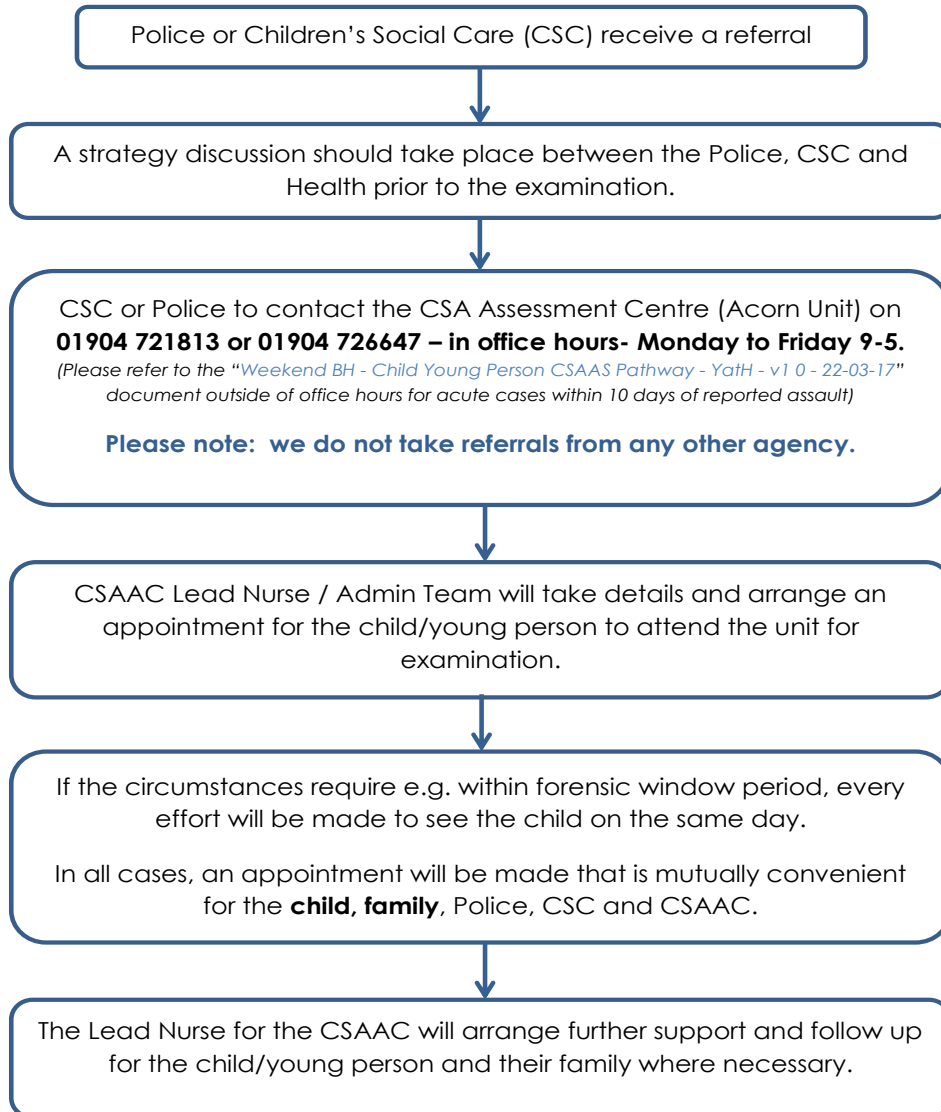 Police or Children’s Social Care (CSC) receive a referral
A strategy discussion should take place between the Police, CSC and
Health prior to the examination.
CSC or Police to contact the CSA Assessment Centre (Acorn Unit) on
01904 721813 or 01904 726647 – in office hours- Monday to Friday 9-5.
(Please refer to the “Weekend BH - Child Young Person CSAAS Pathway - YatH - v1 0 - 22-03-17”
document outside of office hours for acute cases within 10 days of reported assault)
Please note:  we do not take referrals from any other agency.
CSAAC Lead Nurse / Admin Team will take details and arrange an
appointment for the child/young person to attend the unit for
examination.
If the circumstances require e.g. within forensic window period, every
effort will be made to see the child on the same day.
In all cases, an appointment will be made that is mutually convenient
for the child, family, Police, CSC and CSAAC.
The Lead Nurse for the CSAAC will arrange further support and follow up
for the child/young person and their family where necessary.